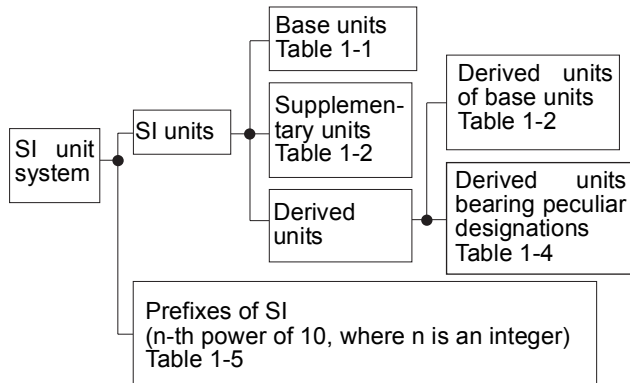 Base units
Table 1-1
Derived units
of base units
Table 1-2
SI units
Supplemen-
tary units
Table 1-2
SI unit
system
Derived
units
Derived units
bearing peculiar
designations
Table 1-4
Prefixes of SI
(n-th power of 10, where n is an integer)
Table 1-5